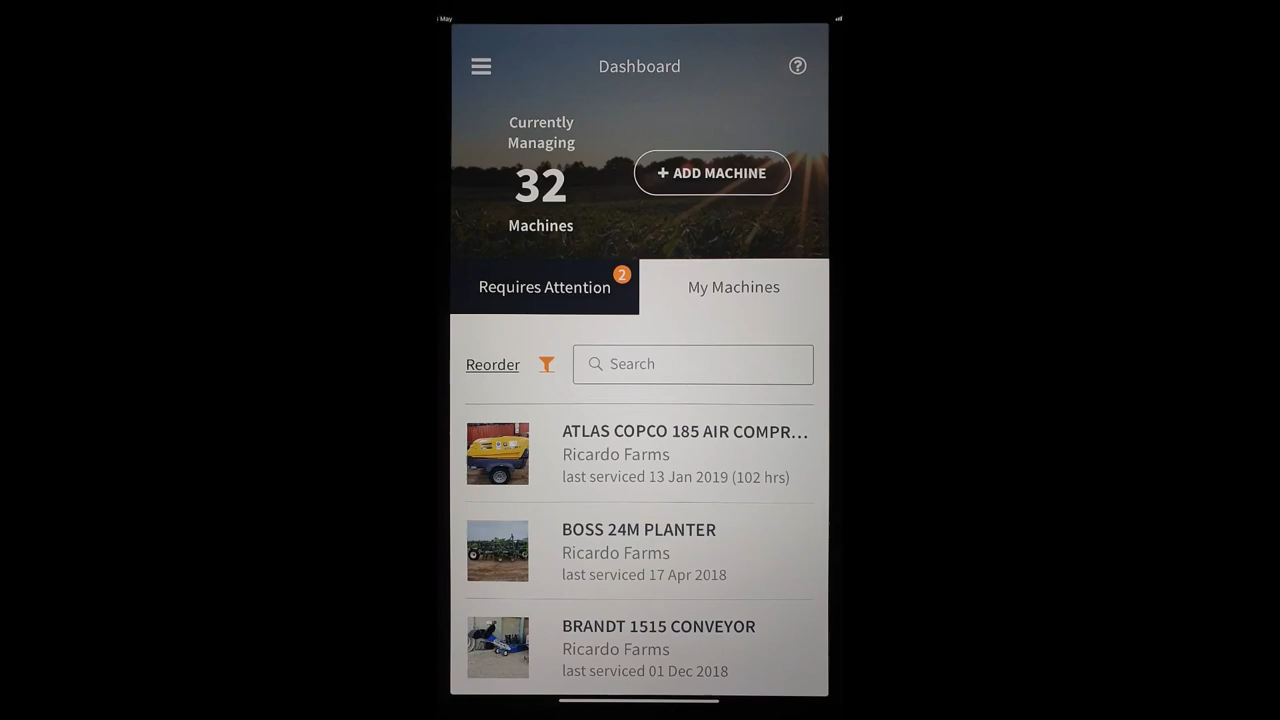 May
Dashboard
Currently
Managing
32
Machines
+ ADD MACHINE
Requires Attention
2
My Machines
Reorder
Search
ATLAS COPCO 185 AIR COMPR...
Ricardo Farms
last serviced 13 Jan 2019 (102 hrs)
BOSS 24M PLANTER
Ricardo Farms
last serviced 17 Apr 2018
BRANDT 1515 CONVEYOR
Ricardo Farms
last serviced 01 Dec 2018